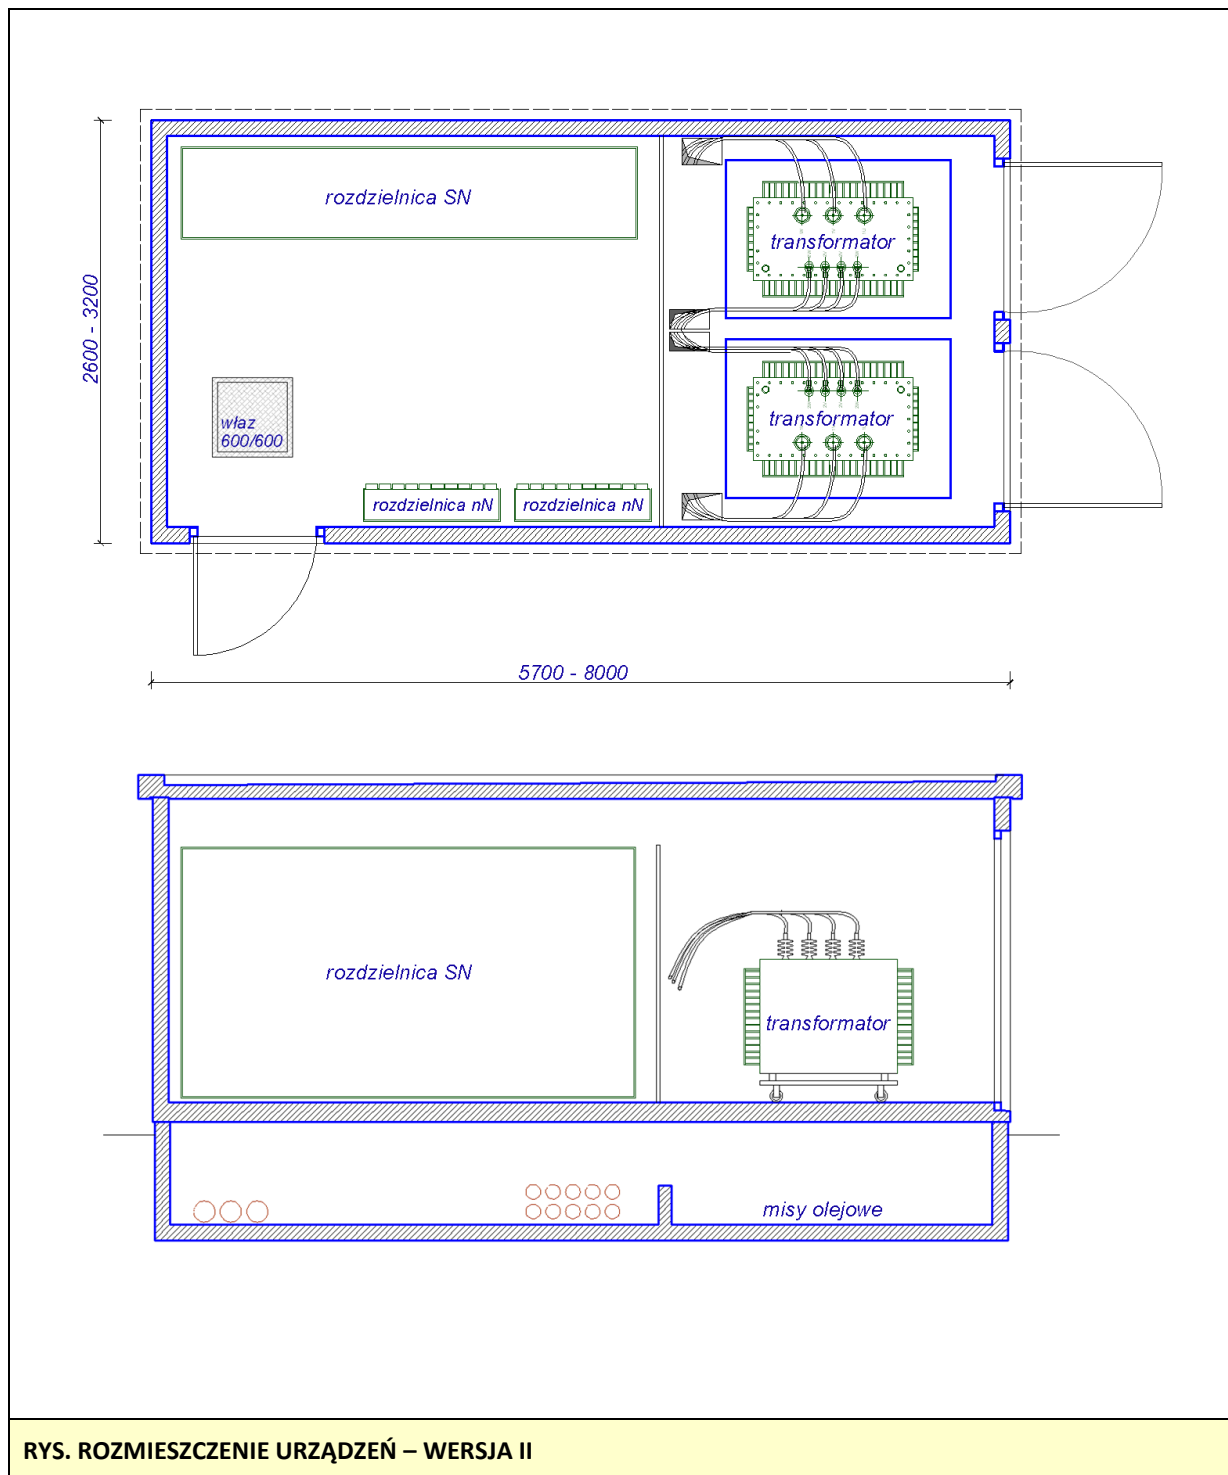 rozdzielnica SN
transformator
2600 - 3200
transformator
właz
600/600
rozdzielnica nN
rozdzielnica nN
5700 - 8000
rozdzielnica SN
transformator
misy olejowe
RYS. ROZMIESZCZENIE URZĄDZEŃ – WERSJA II